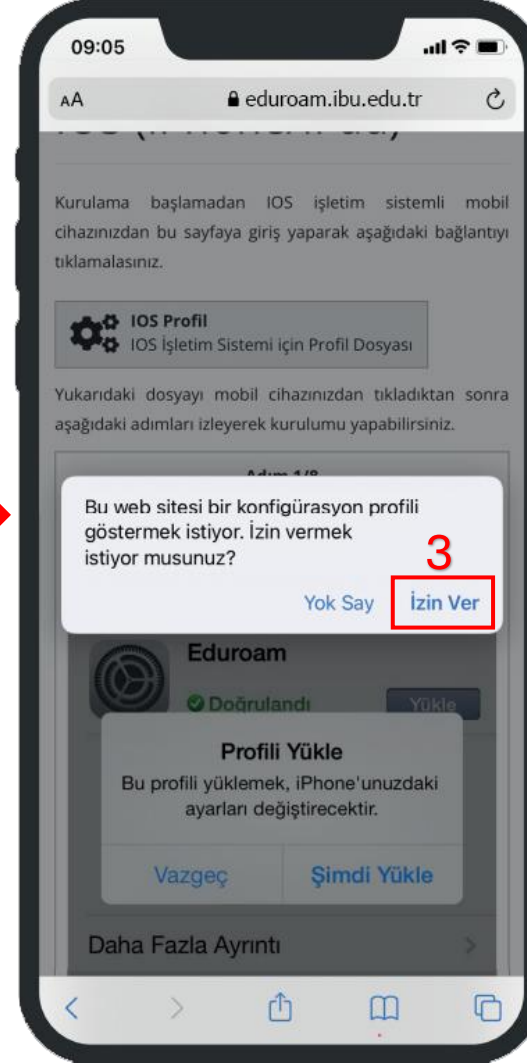 09:05
AA eduroam.ibu.edu.tr
Kurulama başlamadan IOS işletim sistemli mobil
cihazınızdan bu sayfaya giriş yaparak aşağıdaki bağlantıyı
tıklamalasınız.
IOS Profil
IOS İşletim Sistemi için Profil Dosyası
Yukarıdaki dosyayı mobil cihazınızdan tıkladıktan sonra
aşağıdaki adımları izleyerek kurulumu yapabilirsiniz.
Adım 1/8
Bu web sitesi bir konfigürasyon profili
göstermek istiyor. İzin vermek
istiyor musunuz?
3
Yok Say İzin Ver
Eduroam
Doğrulandı Yükle
Profili Yükle
Bu profili yüklemek, iPhone'unuzdaki
ayarları değiştirecektir.
Vazgeç Şimdi Yükle
Daha Fazla Ayrıntı